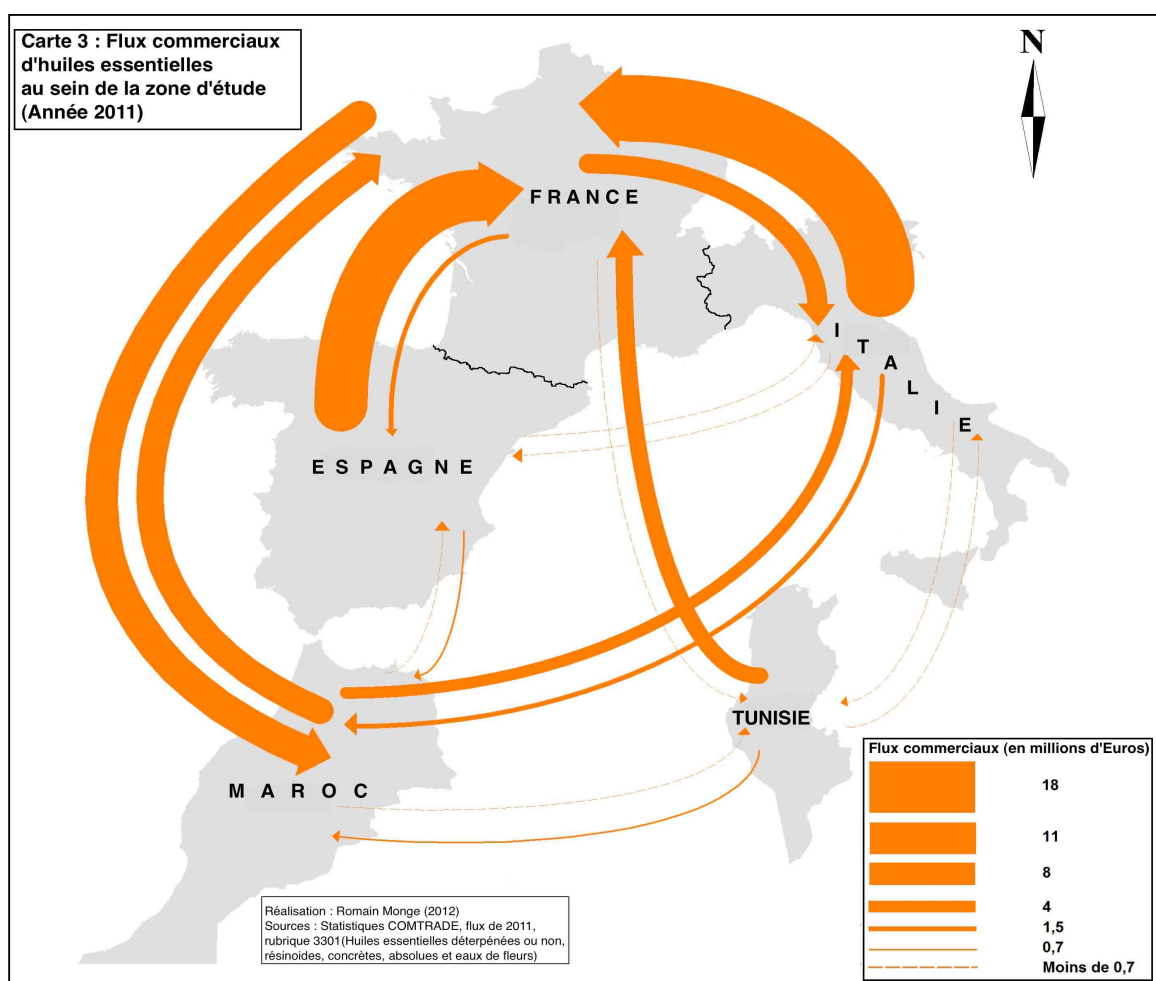 Carte 3 : Flux commerciaux
d'huiles essentielles
au sein de la zone d'étude
(Année 2011)
N
FRANCE
ITALIE
ESPAGNE
TUNISIE
MAROC
Flux commerciaux (en millions d'Euros)
18
11
8
4
1,5
0,7
Moins de 0,7
Réalisation : Romain Monge (2012)
Sources : Statistiques COMTRADE, flux de 2011,
rubrique 3301(Huiles essentielles déterpénées ou non,
résinoides, concrètes, absolues et eaux de fleurs)